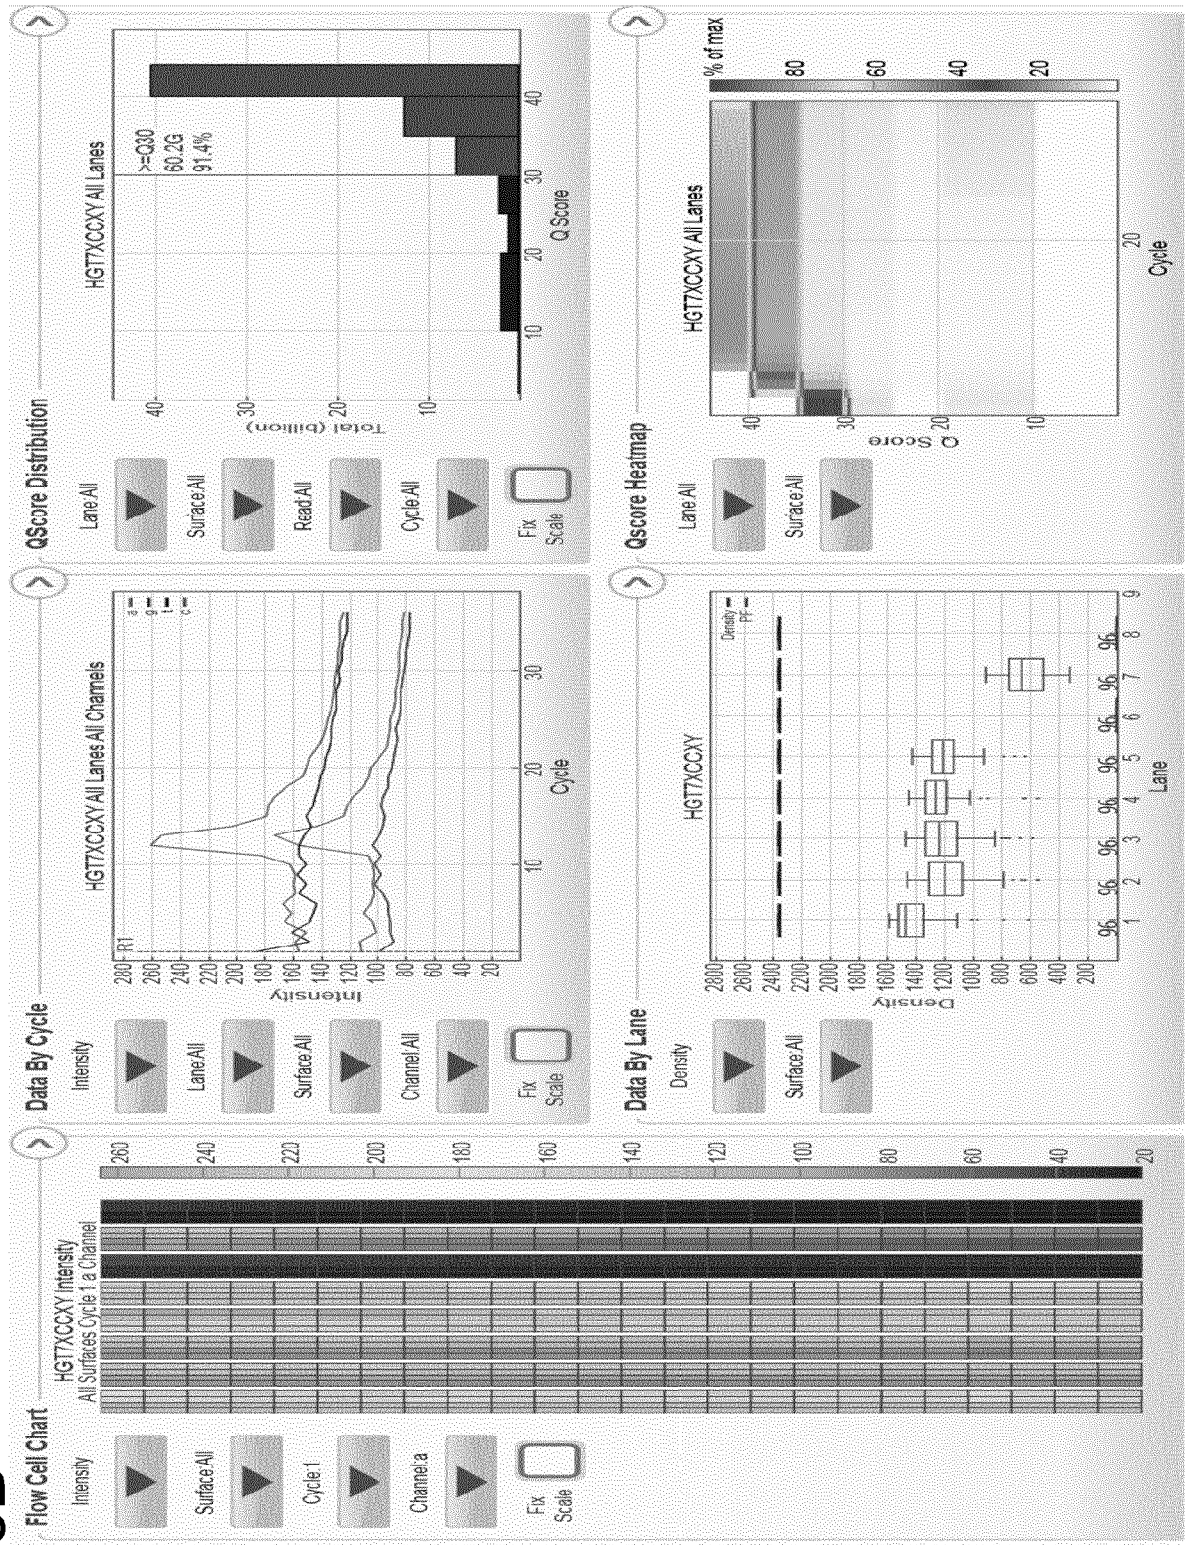 Flow Cell Chart
Intensity
Surface:All
Cycle:1
Channel:a
Fix
Scale
HGT7XCCXY Intensity
All Surfaces Cycle 1 a Channel
260
240
220
200
180
160
140
120
100
80
60
40
20
Data By Cycle
Intensity
Lane:All
Surface:All
Channel:All
Fix
Scale
HGT7XCCXY All Lanes All Channels
R1
a
g
t
c
280
260
240
220
200
180
160
140
120
100
80
60
40
20
Intensity
10
20
30
Cycle
QScore Distribution
Lane:All
Surface:All
Read:All
Cycle:All
Fix
Scale
HGT7XCCXY All Lanes
>=Q30
60.2G
91.4%
40
30
20
10
Total (billion)
10
20
30
40
Q Score
Data By Lane
Density
Surface:All
HGT7XCCXY
Density
PF
2800
2600
2400
2200
2000
1800
1600
1400
1200
1000
800
600
400
200
Density
96 96 96 96 96 96 96 96
1 2 3 4 5 6 7 8 9
Lane
Qscore Heatmap
Lane:All
Surface:All
HGT7XCCXY All Lanes
% of max
80
60
40
20
40
30
20
10
Q Score
20
Cycle